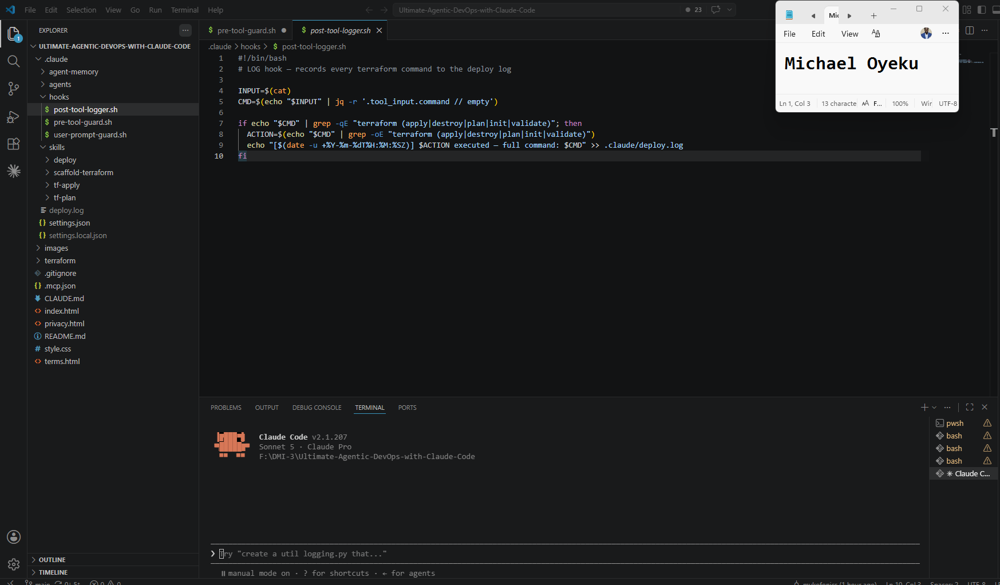 File Edit Selection View Go Run Terminal Help
Ultimate-Agentic-DevOps-with-Claude-Code
23
EXPLORER
ULTIMATE-AGENTIC-DEVOPS-WITH-CLAUDE-CODE
.claude
agent-memory
agents
hooks
post-tool-logger.sh
pre-tool-guard.sh
user-prompt-guard.sh
skills
deploy
scaffold-terraform
tf-apply
tf-plan
deploy.log
settings.json
settings.local.json
images
terraform
.gitignore
.mcp.json
CLAUDE.md
index.html
privacy.html
README.md
style.css
terms.html
OUTLINE
TIMELINE
pre-tool-guard.sh
post-tool-logger.sh
.claude > hooks > $ post-tool-logger.sh
1 #!/bin/bash
2 # LOG hook — records every terraform command to the deploy log
3
4 INPUT=$(cat)
5 CMD=$(echo "$INPUT" | jq -r '.tool_input.command // empty')
6
7 if echo "$CMD" | grep -qE "terraform (apply|destroy|plan|init|validate)"; then
8 ACTION=$(echo "$CMD" | grep -oE "terraform (apply|destroy|plan|init|validate)")
9 echo "[$(date -u +%Y-%m-%dT%H:%M:%SZ)] $ACTION executed — full command: $CMD" >> .claude/deploy.log
10 fi
File Edit View
Michael Oyeku
Ln 1, Col 3 13 characte F... 100% Wir UTF-8
PROBLEMS OUTPUT DEBUG CONSOLE TERMINAL PORTS
Claude Code v2.1.207
Sonnet 5 · Claude Pro
F:\DMI-3\Ultimate-Agentic-DevOps-with-Claude-Code
❯ Try "create a util logging.py that..."
⏸ manual mode on · ? for shortcuts · ← for agents
pwsh
bash
bash
bash
Claude C...
main 0↓ 5↑ 0 0
mykofonics (1 hour ago) Ln 10, Col 3 Spaces: 2 UTF-8